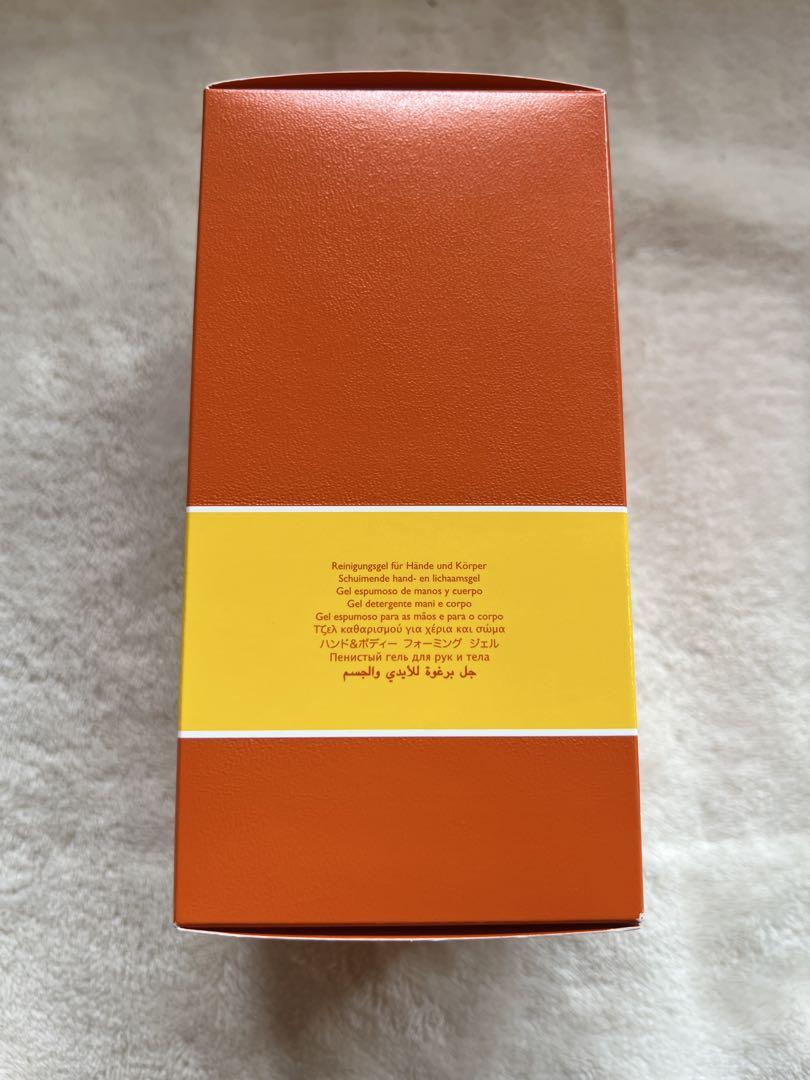 Reinigungsgel für Hände und Körper
Schuimende hand- en lichaamsgel
Gel espumoso de manos y cuerpo
Gel detergente mani e corpo
Gel espumoso para as mãos e para o corpo
Τζελ καθαρισμού για χέρια και σώμα
ハンド&ボディー フォーミング ジェル
Пенистый гель для рук и тела
جل برغوة للأيدي والجسم